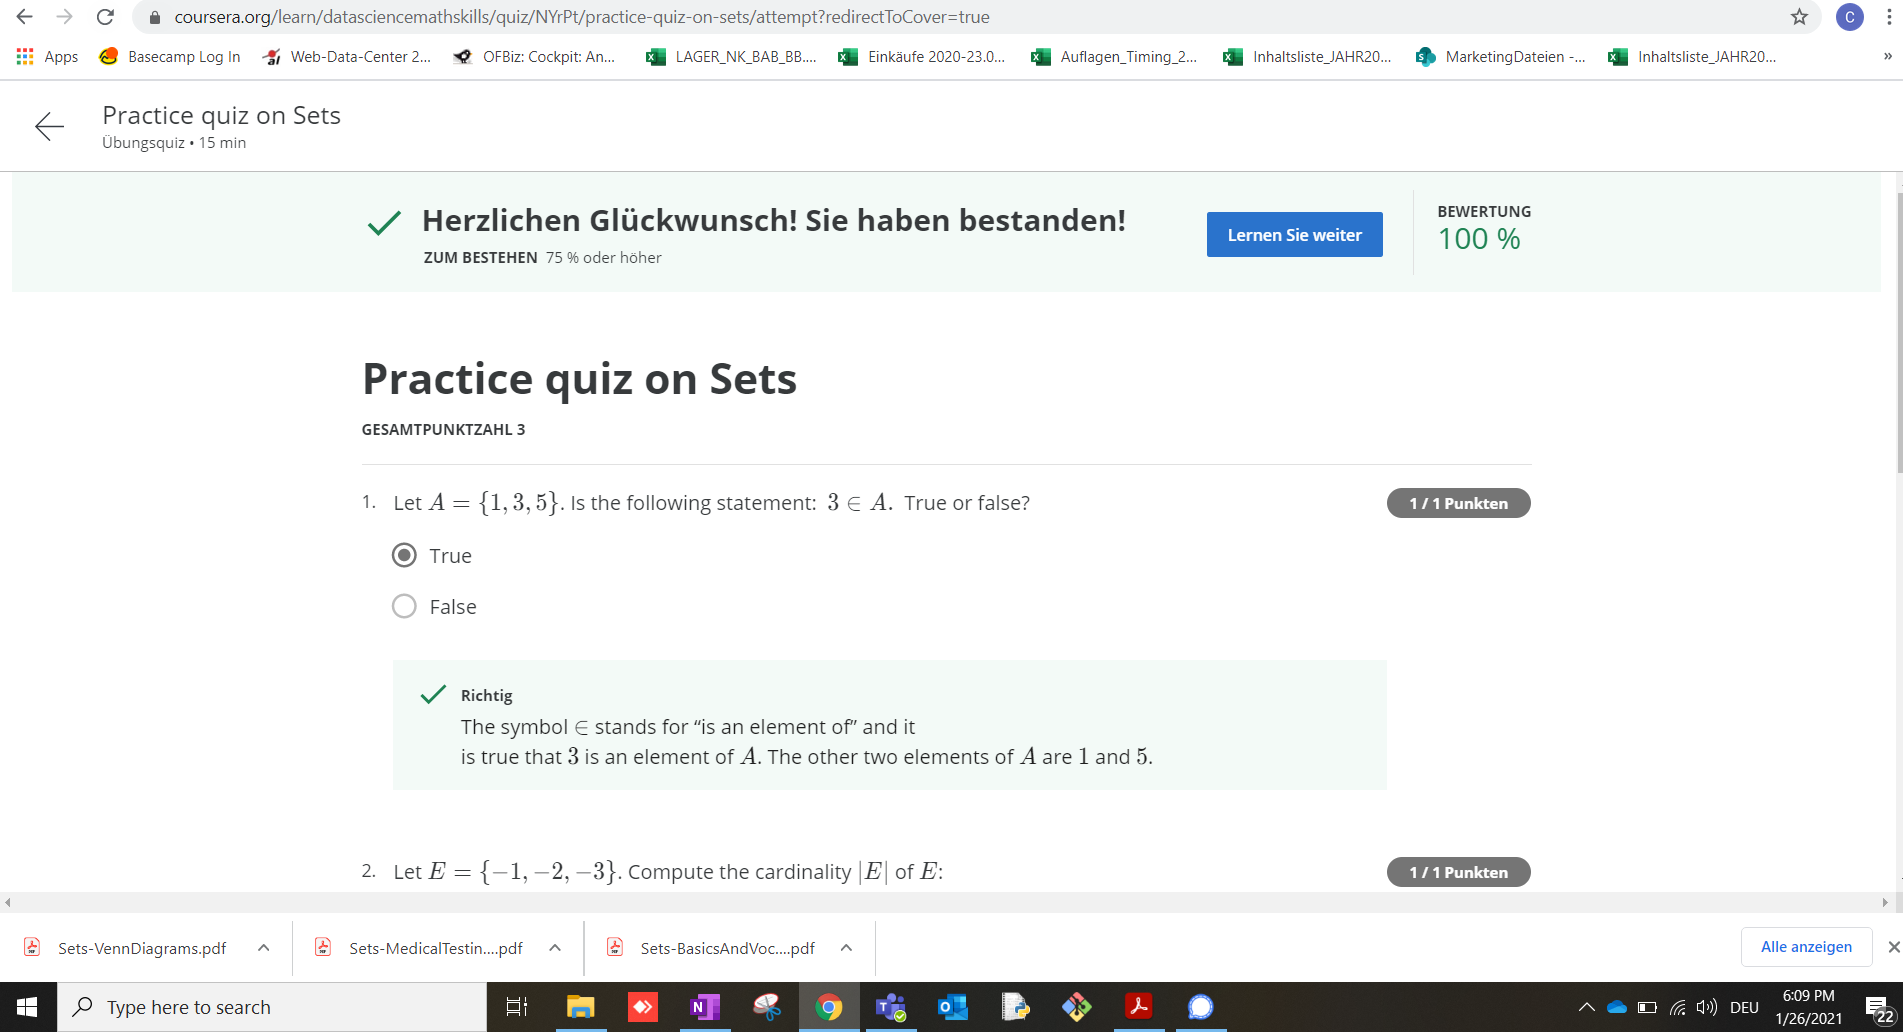 coursera.org/learn/datasciencemathskills/quiz/NYrPt/practice-quiz-on-sets/attempt?redirectToCover=true
C
Apps Basecamp Log In Web-Data-Center 2... OFBiz: Cockpit: An... LAGER_NK_BAB_BB.... Einkäufe 2020-23.0... Auflagen_Timing_2... Inhaltsliste_JAHR20... MarketingDateien -... Inhaltsliste_JAHR20... »
Practice quiz on Sets
Übungsquiz • 15 min
Herzlichen Glückwunsch! Sie haben bestanden!
ZUM BESTEHEN 75 % oder höher
Lernen Sie weiter
BEWERTUNG
100 %
Practice quiz on Sets
GESAMTPUNKTZAHL 3
1. Let A = {1, 3, 5}. Is the following statement: 3 ∈ A. True or false?
1 / 1 Punkten
True
False
Richtig
The symbol ∈ stands for “is an element of” and it
is true that 3 is an element of A. The other two elements of A are 1 and 5.
2. Let E = {−1, −2, −3}. Compute the cardinality |E| of E:
1 / 1 Punkten
Sets-VennDiagrams.pdf Sets-MedicalTestin....pdf Sets-BasicsAndVoc....pdf Alle anzeigen
Type here to search
DEU
6:09 PM
1/26/2021
22